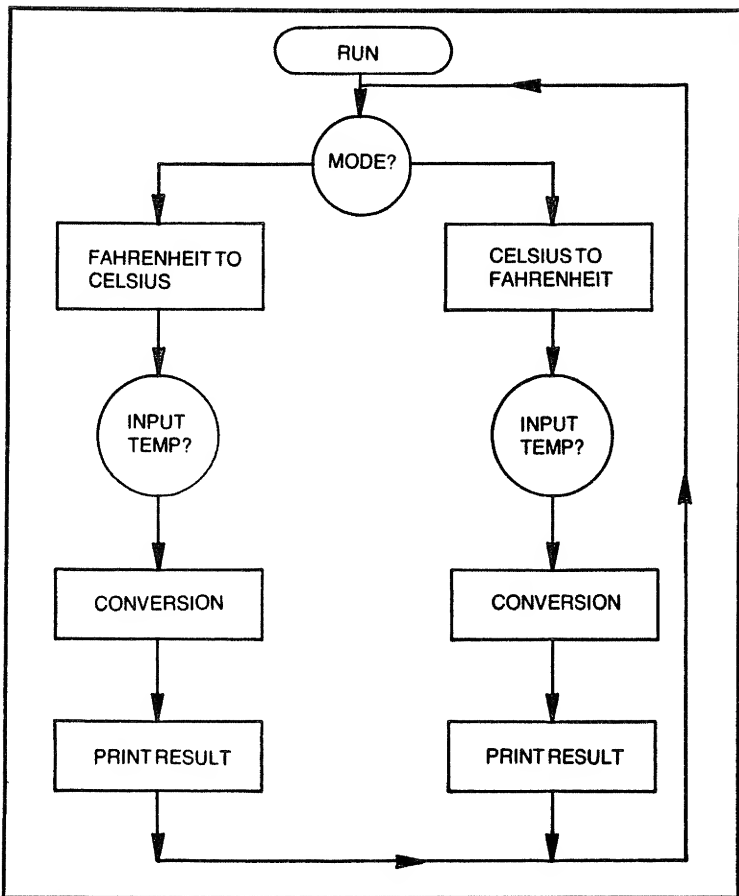 RUN
MODE?
FAHRENHEIT TO
CELSIUS
CELSIUS TO
FAHRENHEIT
INPUT
TEMP?
INPUT
TEMP?
CONVERSION
CONVERSION
PRINT RESULT
PRINT RESULT